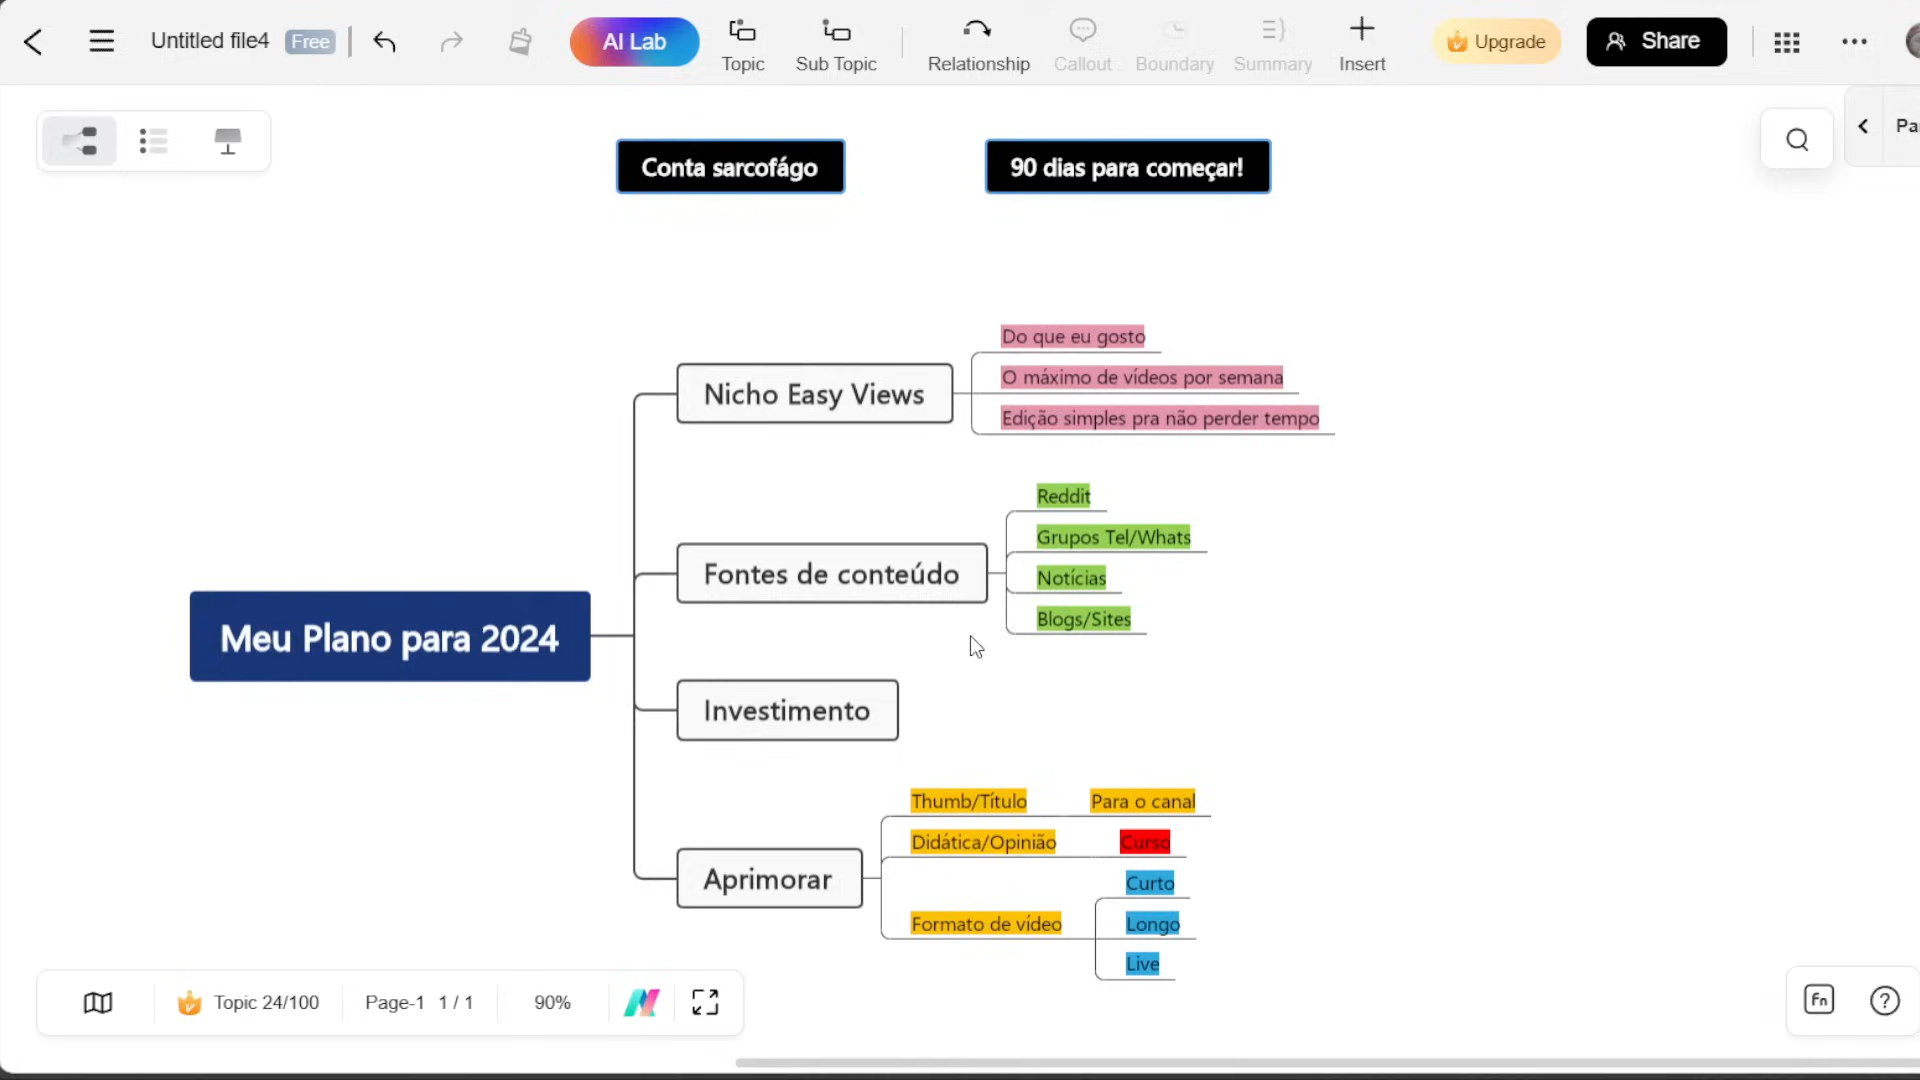 Untitled file4 Free
AI Lab
Topic
Sub Topic
Relationship
Callout
Boundary
Summary
Insert
Upgrade
Share
Conta sarcofágo
90 dias para começar!
Meu Plano para 2024
Nicho Easy Views
Do que eu gosto
O máximo de vídeos por semana
Edição simples pra não perder tempo
Fontes de conteúdo
Reddit
Grupos Tel/Whats
Notícias
Blogs/Sites
Investimento
Aprimorar
Thumb/Título
Para o canal
Didática/Opinião
Curso
Formato de vídeo
Curto
Longo
Live
Topic 24/100
Page-1 1 / 1
90%
Fn